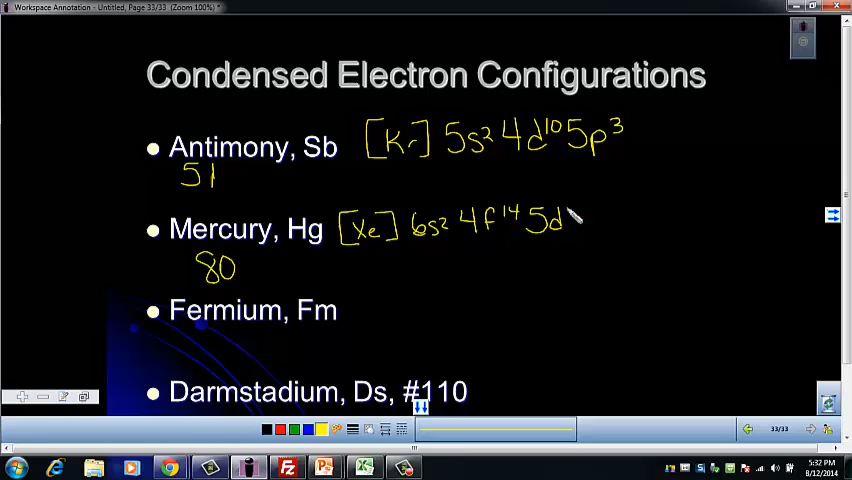 Workspace Annotation - Untitled, Page 33/33 (Zoom 100%) *
Condensed Electron Configurations
• Antimony, Sb [Kr] 5s² 4d¹⁰ 5p³
51
• Mercury, Hg [Xe] 6s² 4f¹⁴ 5d
80
• Fermium, Fm
• Darmstadium, Ds, #110
33/33
5:32 PM
8/12/2014